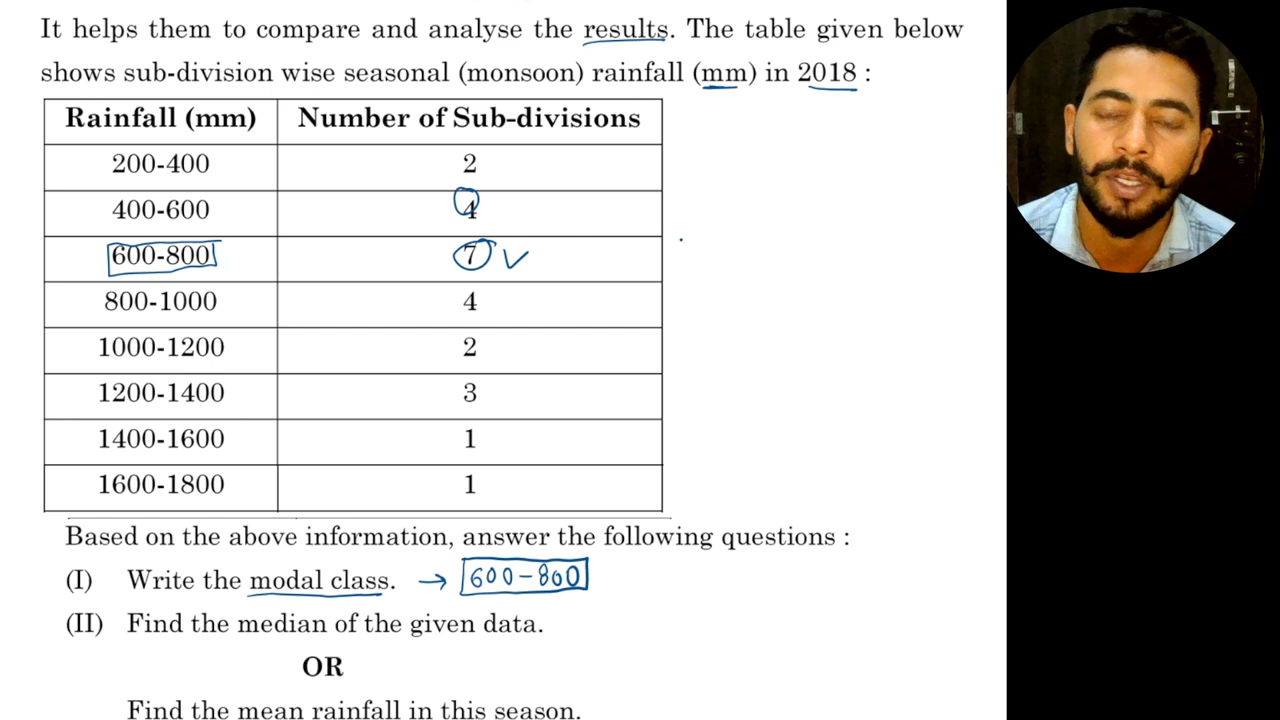 It helps them to compare and analyse the results. The table given below
shows sub-division wise seasonal (monsoon) rainfall (mm) in 2018 :
Rainfall (mm) Number of Sub-divisions
200-400 2
400-600 4
600-800 7
800-1000 4
1000-1200 2
1200-1400 3
1400-1600 1
1600-1800 1
Based on the above information, answer the following questions :
(I) Write the modal class. → 600-800
(II) Find the median of the given data.
OR
Find the mean rainfall in this season.